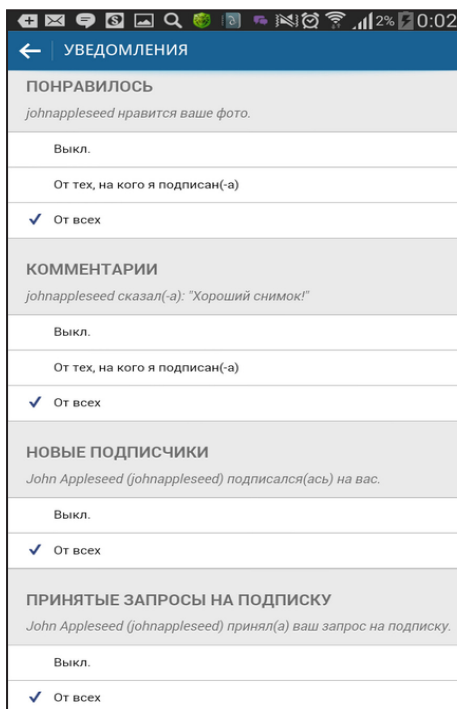 2% 0:02
УВЕДОМЛЕНИЯ
ПОНРАВИЛОСЬ
johnappleseed нравится ваше фото.
Выкл.
От тех, на кого я подписан(-а)
От всех
КОММЕНТАРИИ
johnappleseed сказал(-а): "Хороший снимок!"
Выкл.
От тех, на кого я подписан(-а)
От всех
НОВЫЕ ПОДПИСЧИКИ
John Appleseed (johnappleseed) подписался(ась) на вас.
Выкл.
От всех
ПРИНЯТЫЕ ЗАПРОСЫ НА ПОДПИСКУ
John Appleseed (johnappleseed) принял(а) ваш запрос на подписку.
Выкл.
От всех